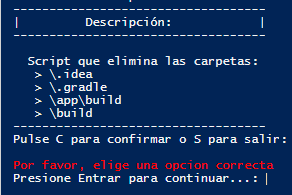 -----------------------------------
|        Descripción:             |
-----------------------------------
Script que elimina las carpetas:
> \.idea
> \.gradle
> \app\build
> \build
-----------------------------------
Pulse C para confirmar o S para salir:
Por favor, elige una opcion correcta
Presione Entrar para continuar...: